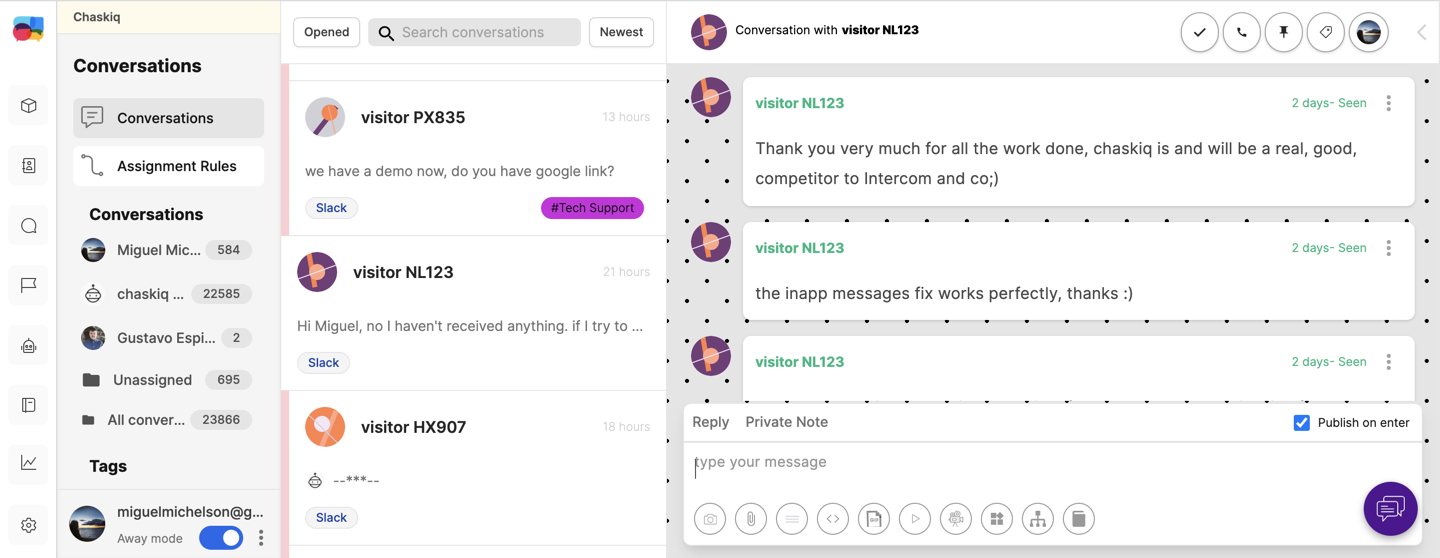 Chaskiq
Conversations
Conversations
Assignment Rules
Conversations
Miguel Mic... 584
chaskiq ... 22585
Gustavo Espi... 2
Unassigned 695
All conver... 23866
Tags
miguelmichelson@g...
Away mode
Opened
Search conversations
Newest
visitor PX835 13 hours
we have a demo now, do you have google link?
Slack #Tech Support
visitor NL123 21 hours
Hi Miguel, no I haven't received anything. if I try to ...
Slack
visitor HX907 18 hours
--***--
Slack
Conversation with visitor NL123
visitor NL123 2 days- Seen
Thank you very much for all the work done, chaskiq is and will be a real, good,
competitor to Intercom and co;)
visitor NL123 2 days- Seen
the inapp messages fix works perfectly, thanks :)
visitor NL123 2 days- Seen
Reply Private Note Publish on enter
type your message
GIF